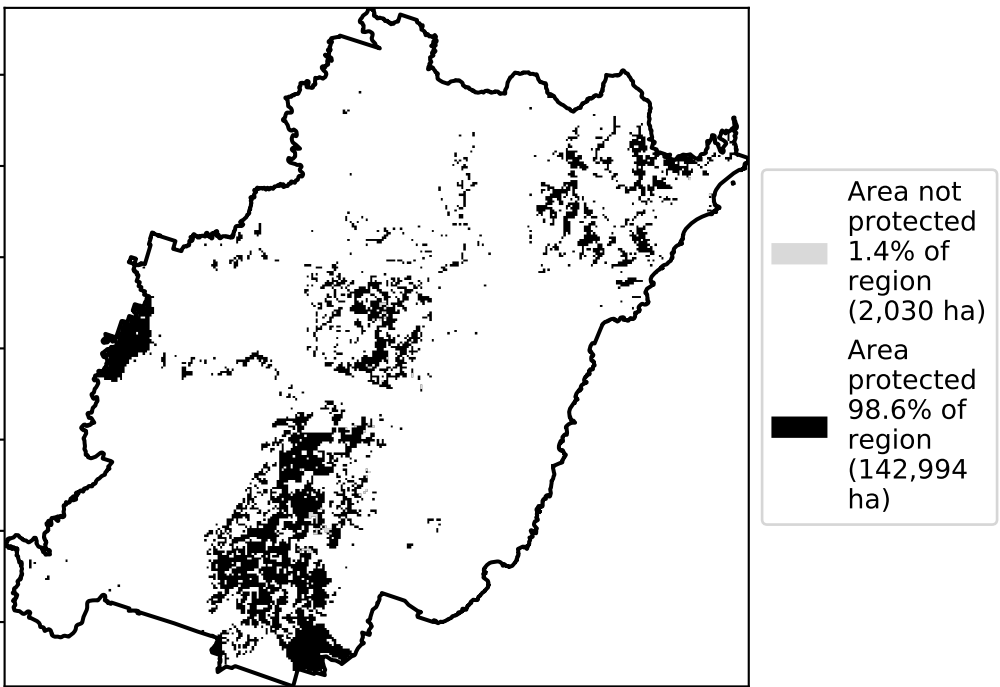 Area not
protected
1.4% of
region
(2,030 ha)
Area
protected
98.6% of
region
(142,994
ha)